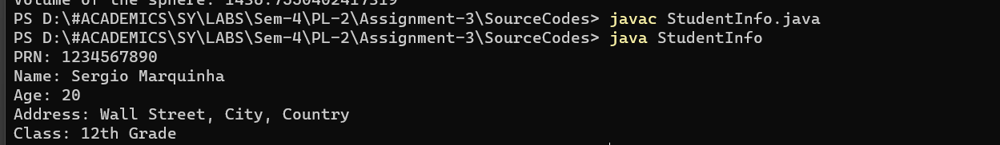 Volume of the sphere: 1436.7550402417319
PS D:\#ACADEMICS\SY\LABS\Sem-4\PL-2\Assignment-3\SourceCodes> javac StudentInfo.java
PS D:\#ACADEMICS\SY\LABS\Sem-4\PL-2\Assignment-3\SourceCodes> java StudentInfo
PRN: 1234567890
Name: Sergio Marquinha
Age: 20
Address: Wall Street, City, Country
Class: 12th Grade